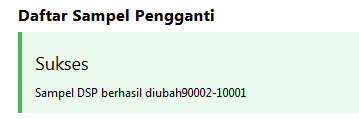 Daftar Sampel Pengganti
Sukses
Sampel DSP berhasil diubah90002-10001